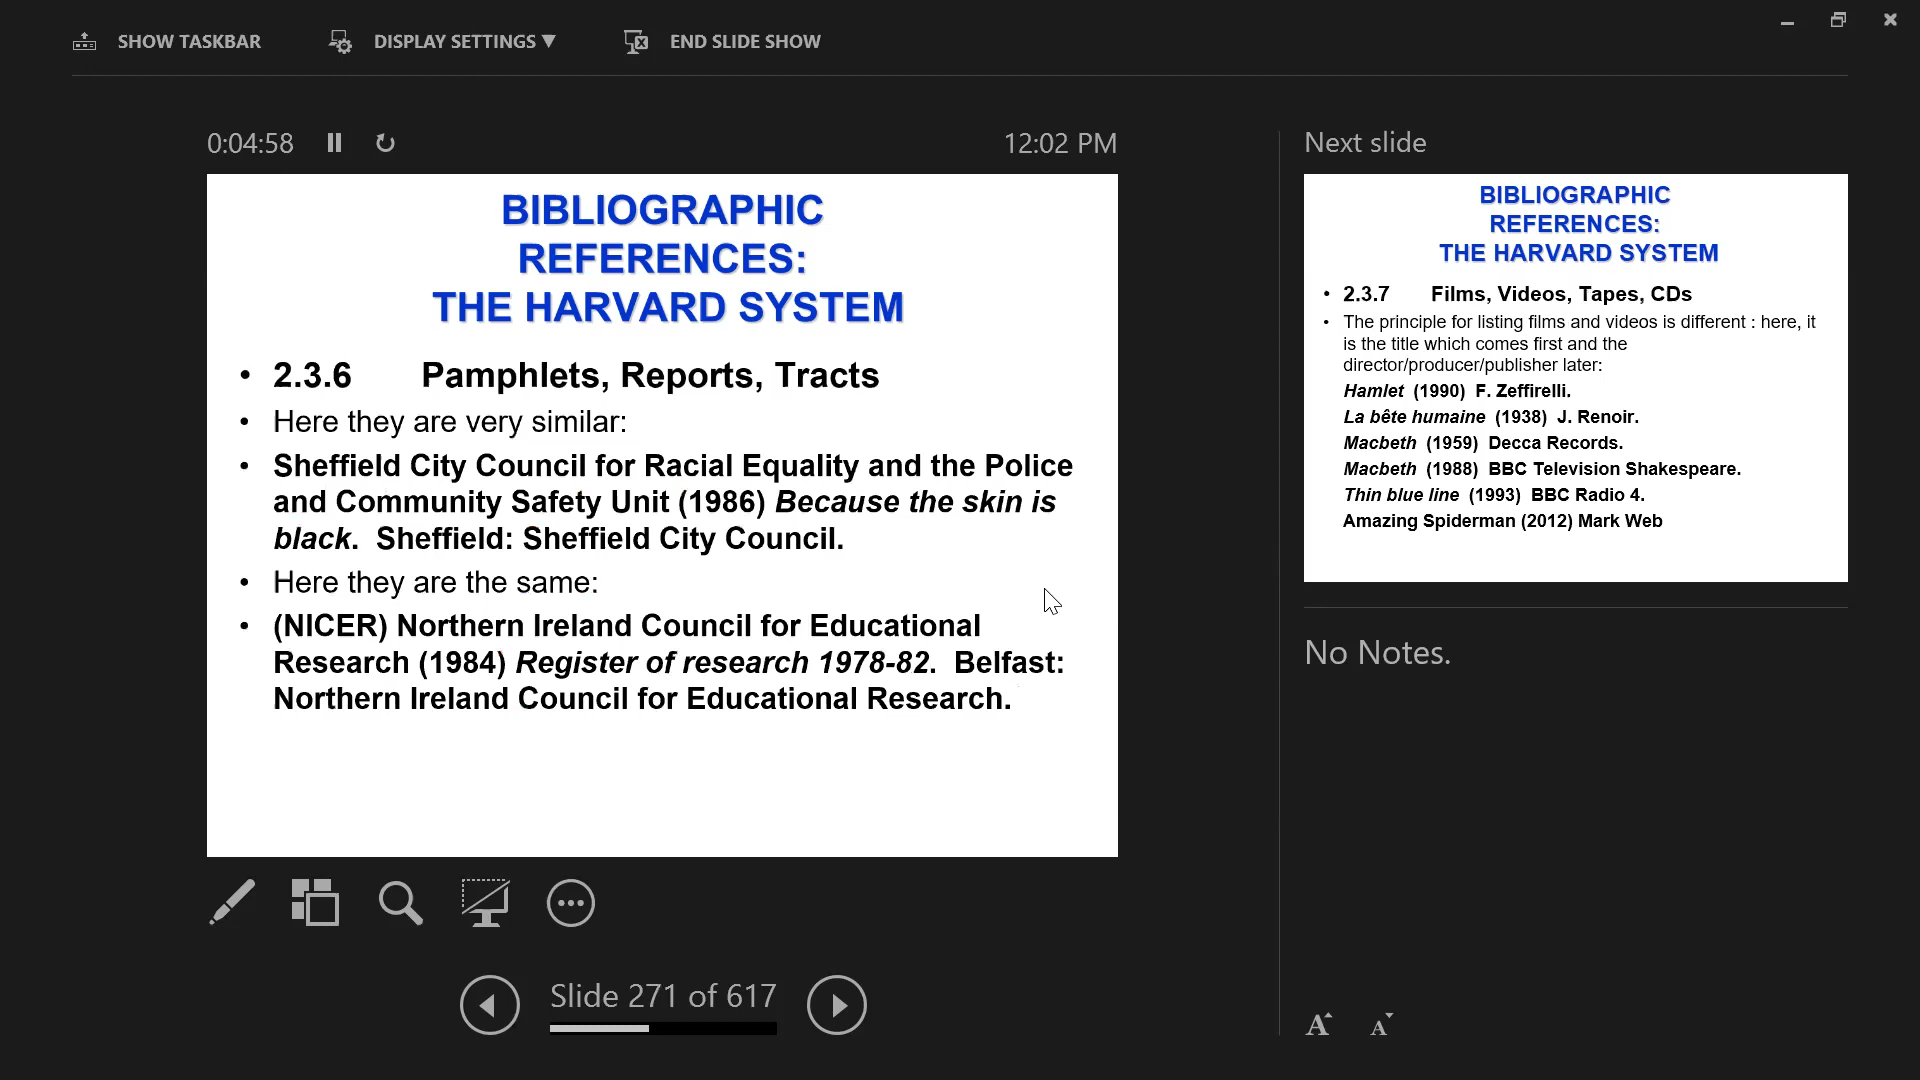 SHOW TASKBAR
DISPLAY SETTINGS ▼
END SLIDE SHOW
0:04:58
12:02 PM
BIBLIOGRAPHIC
REFERENCES:
THE HARVARD SYSTEM
• 2.3.6 Pamphlets, Reports, Tracts
• Here they are very similar:
• Sheffield City Council for Racial Equality and the Police
and Community Safety Unit (1986) Because the skin is
black. Sheffield: Sheffield City Council.
• Here they are the same:
• (NICER) Northern Ireland Council for Educational
Research (1984) Register of research 1978-82. Belfast:
Northern Ireland Council for Educational Research.
Slide 271 of 617
Next slide
BIBLIOGRAPHIC
REFERENCES:
THE HARVARD SYSTEM
• 2.3.7 Films, Videos, Tapes, CDs
• The principle for listing films and videos is different : here, it
is the title which comes first and the
director/producer/publisher later:
Hamlet (1990) F. Zeffirelli.
La bête humaine (1938) J. Renoir.
Macbeth (1959) Decca Records.
Macbeth (1988) BBC Television Shakespeare.
Thin blue line (1993) BBC Radio 4.
Amazing Spiderman (2012) Mark Web
No Notes.
A A